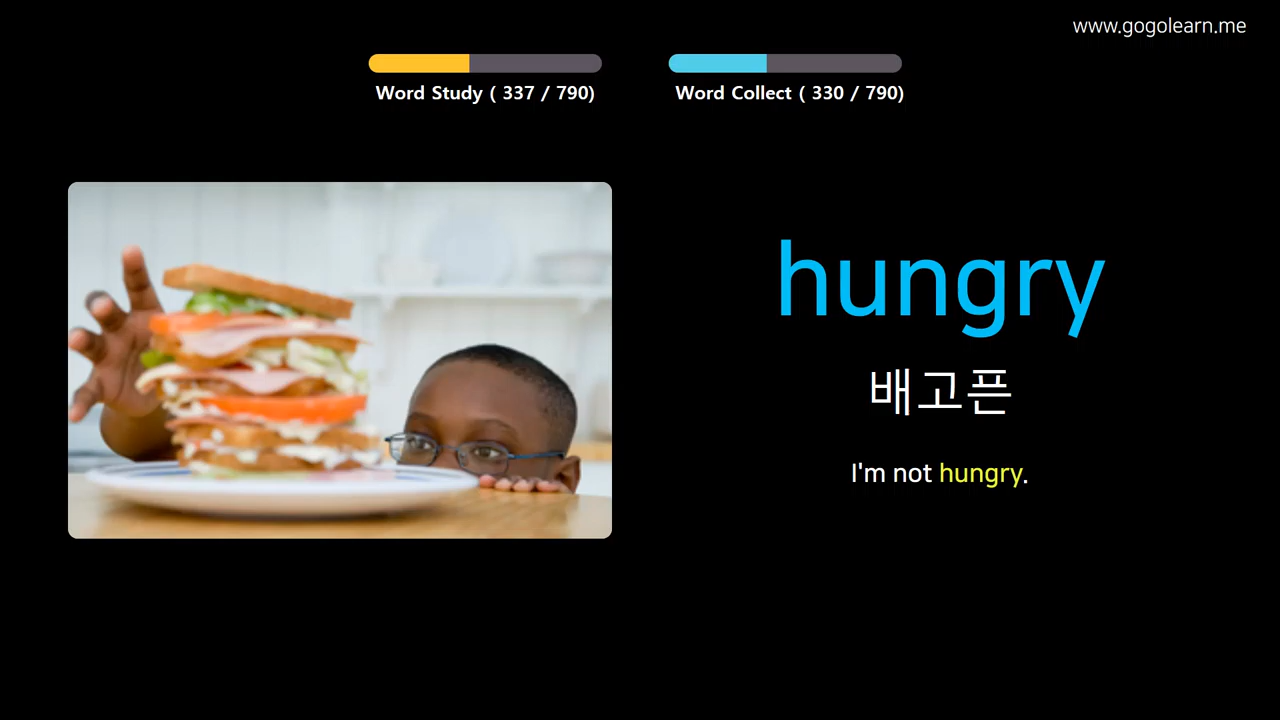 www.gogolearn.me
Word Study ( 337 / 790)
Word Collect ( 330 / 790)
hungry
배고픈
I'm not hungry.